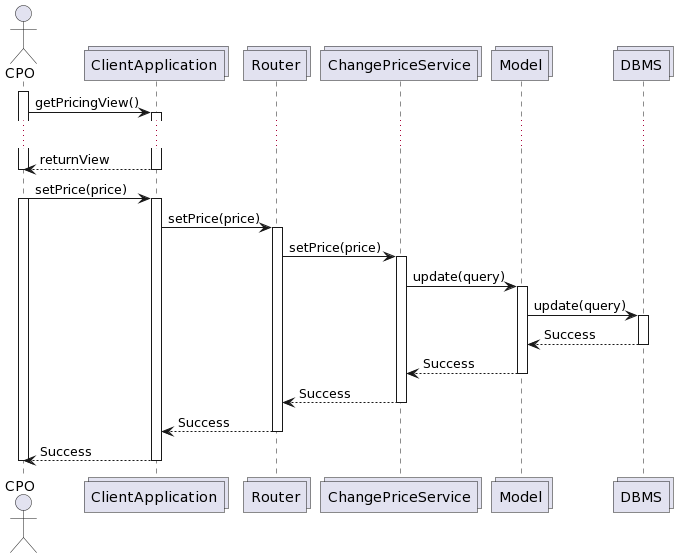 CPO
ClientApplication
Router
ChangePriceService
Model
DBMS
getPricingView()
returnView
setPrice(price)
setPrice(price)
setPrice(price)
update(query)
update(query)
Success
Success
Success
Success
Success
CPO
ClientApplication
Router
ChangePriceService
Model
DBMS